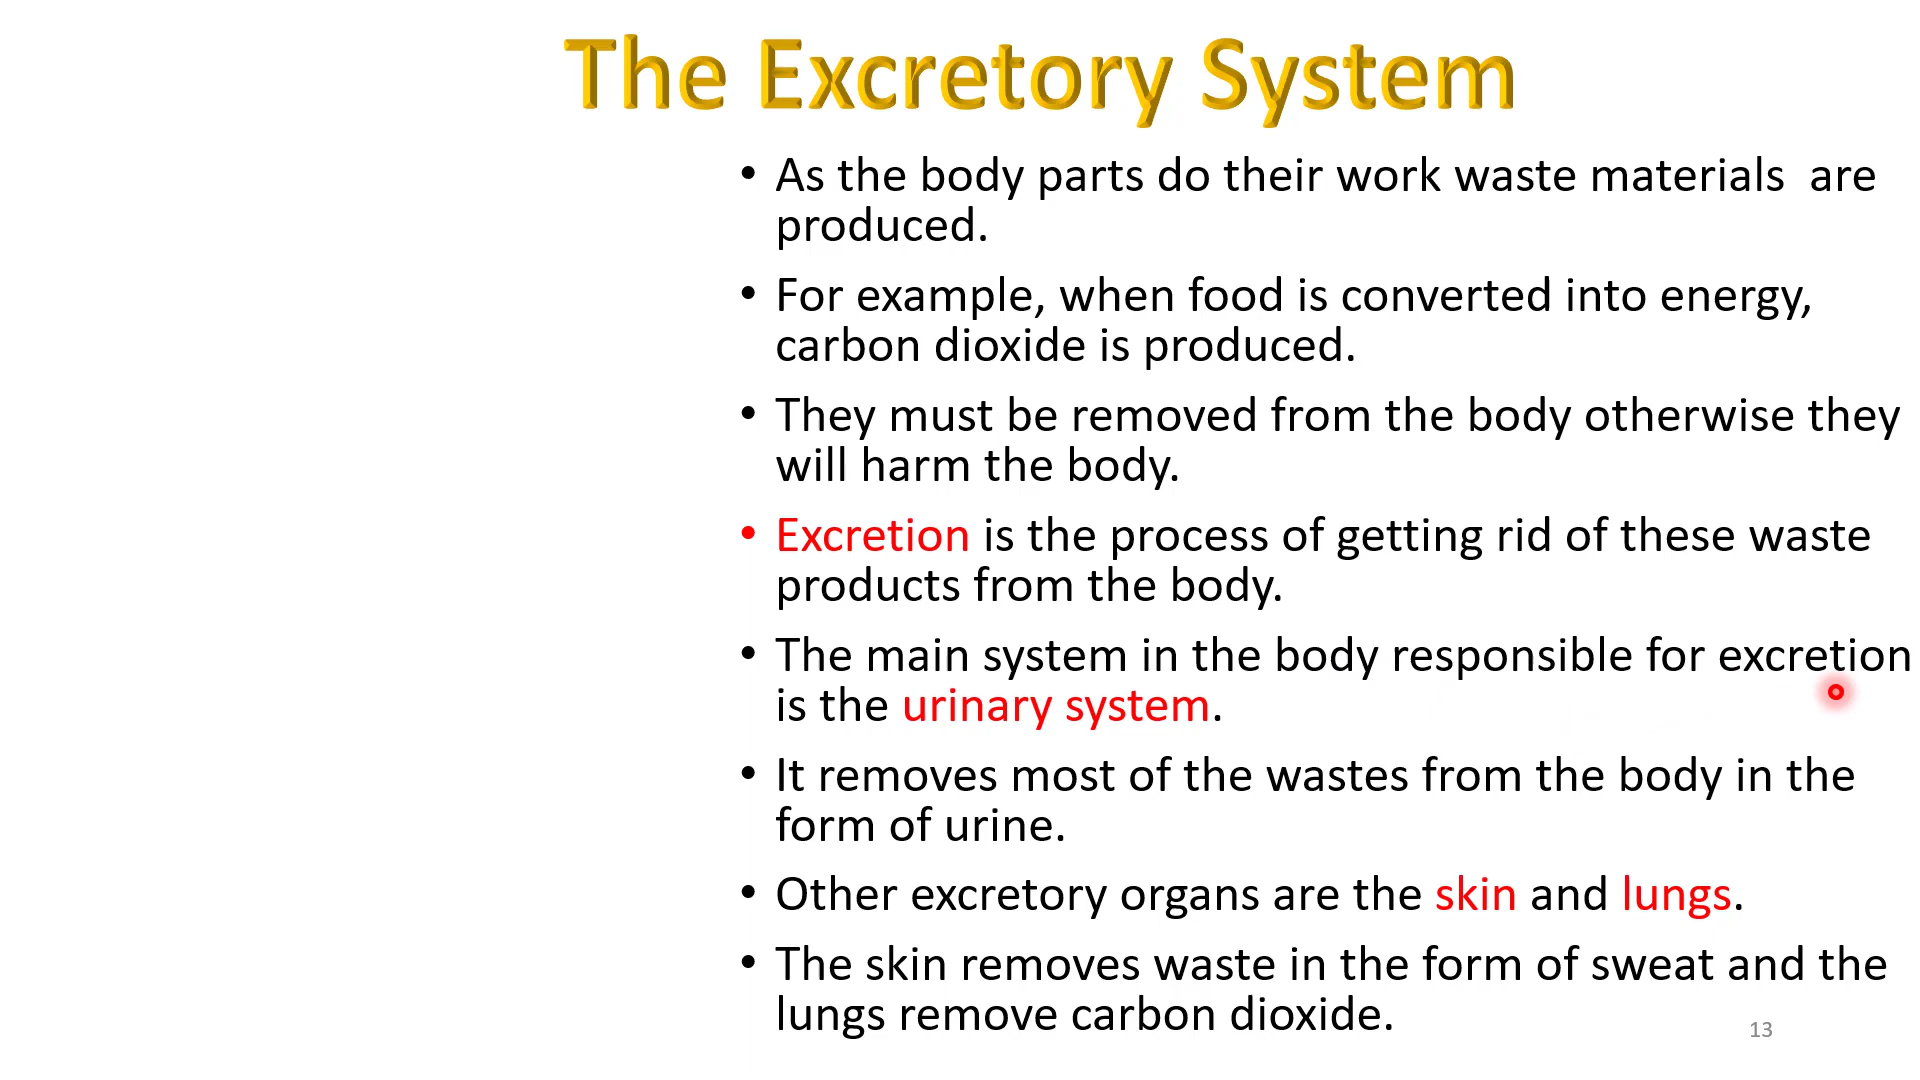 The Excretory System
• As the body parts do their work waste materials  are
produced.
• For example, when food is converted into energy,
carbon dioxide is produced.
• They must be removed from the body otherwise they
will harm the body.
• Excretion is the process of getting rid of these waste
products from the body.
• The main system in the body responsible for excretion
is the urinary system.
• It removes most of the wastes from the body in the
form of urine.
• Other excretory organs are the skin and lungs.
• The skin removes waste in the form of sweat and the
lungs remove carbon dioxide.
13